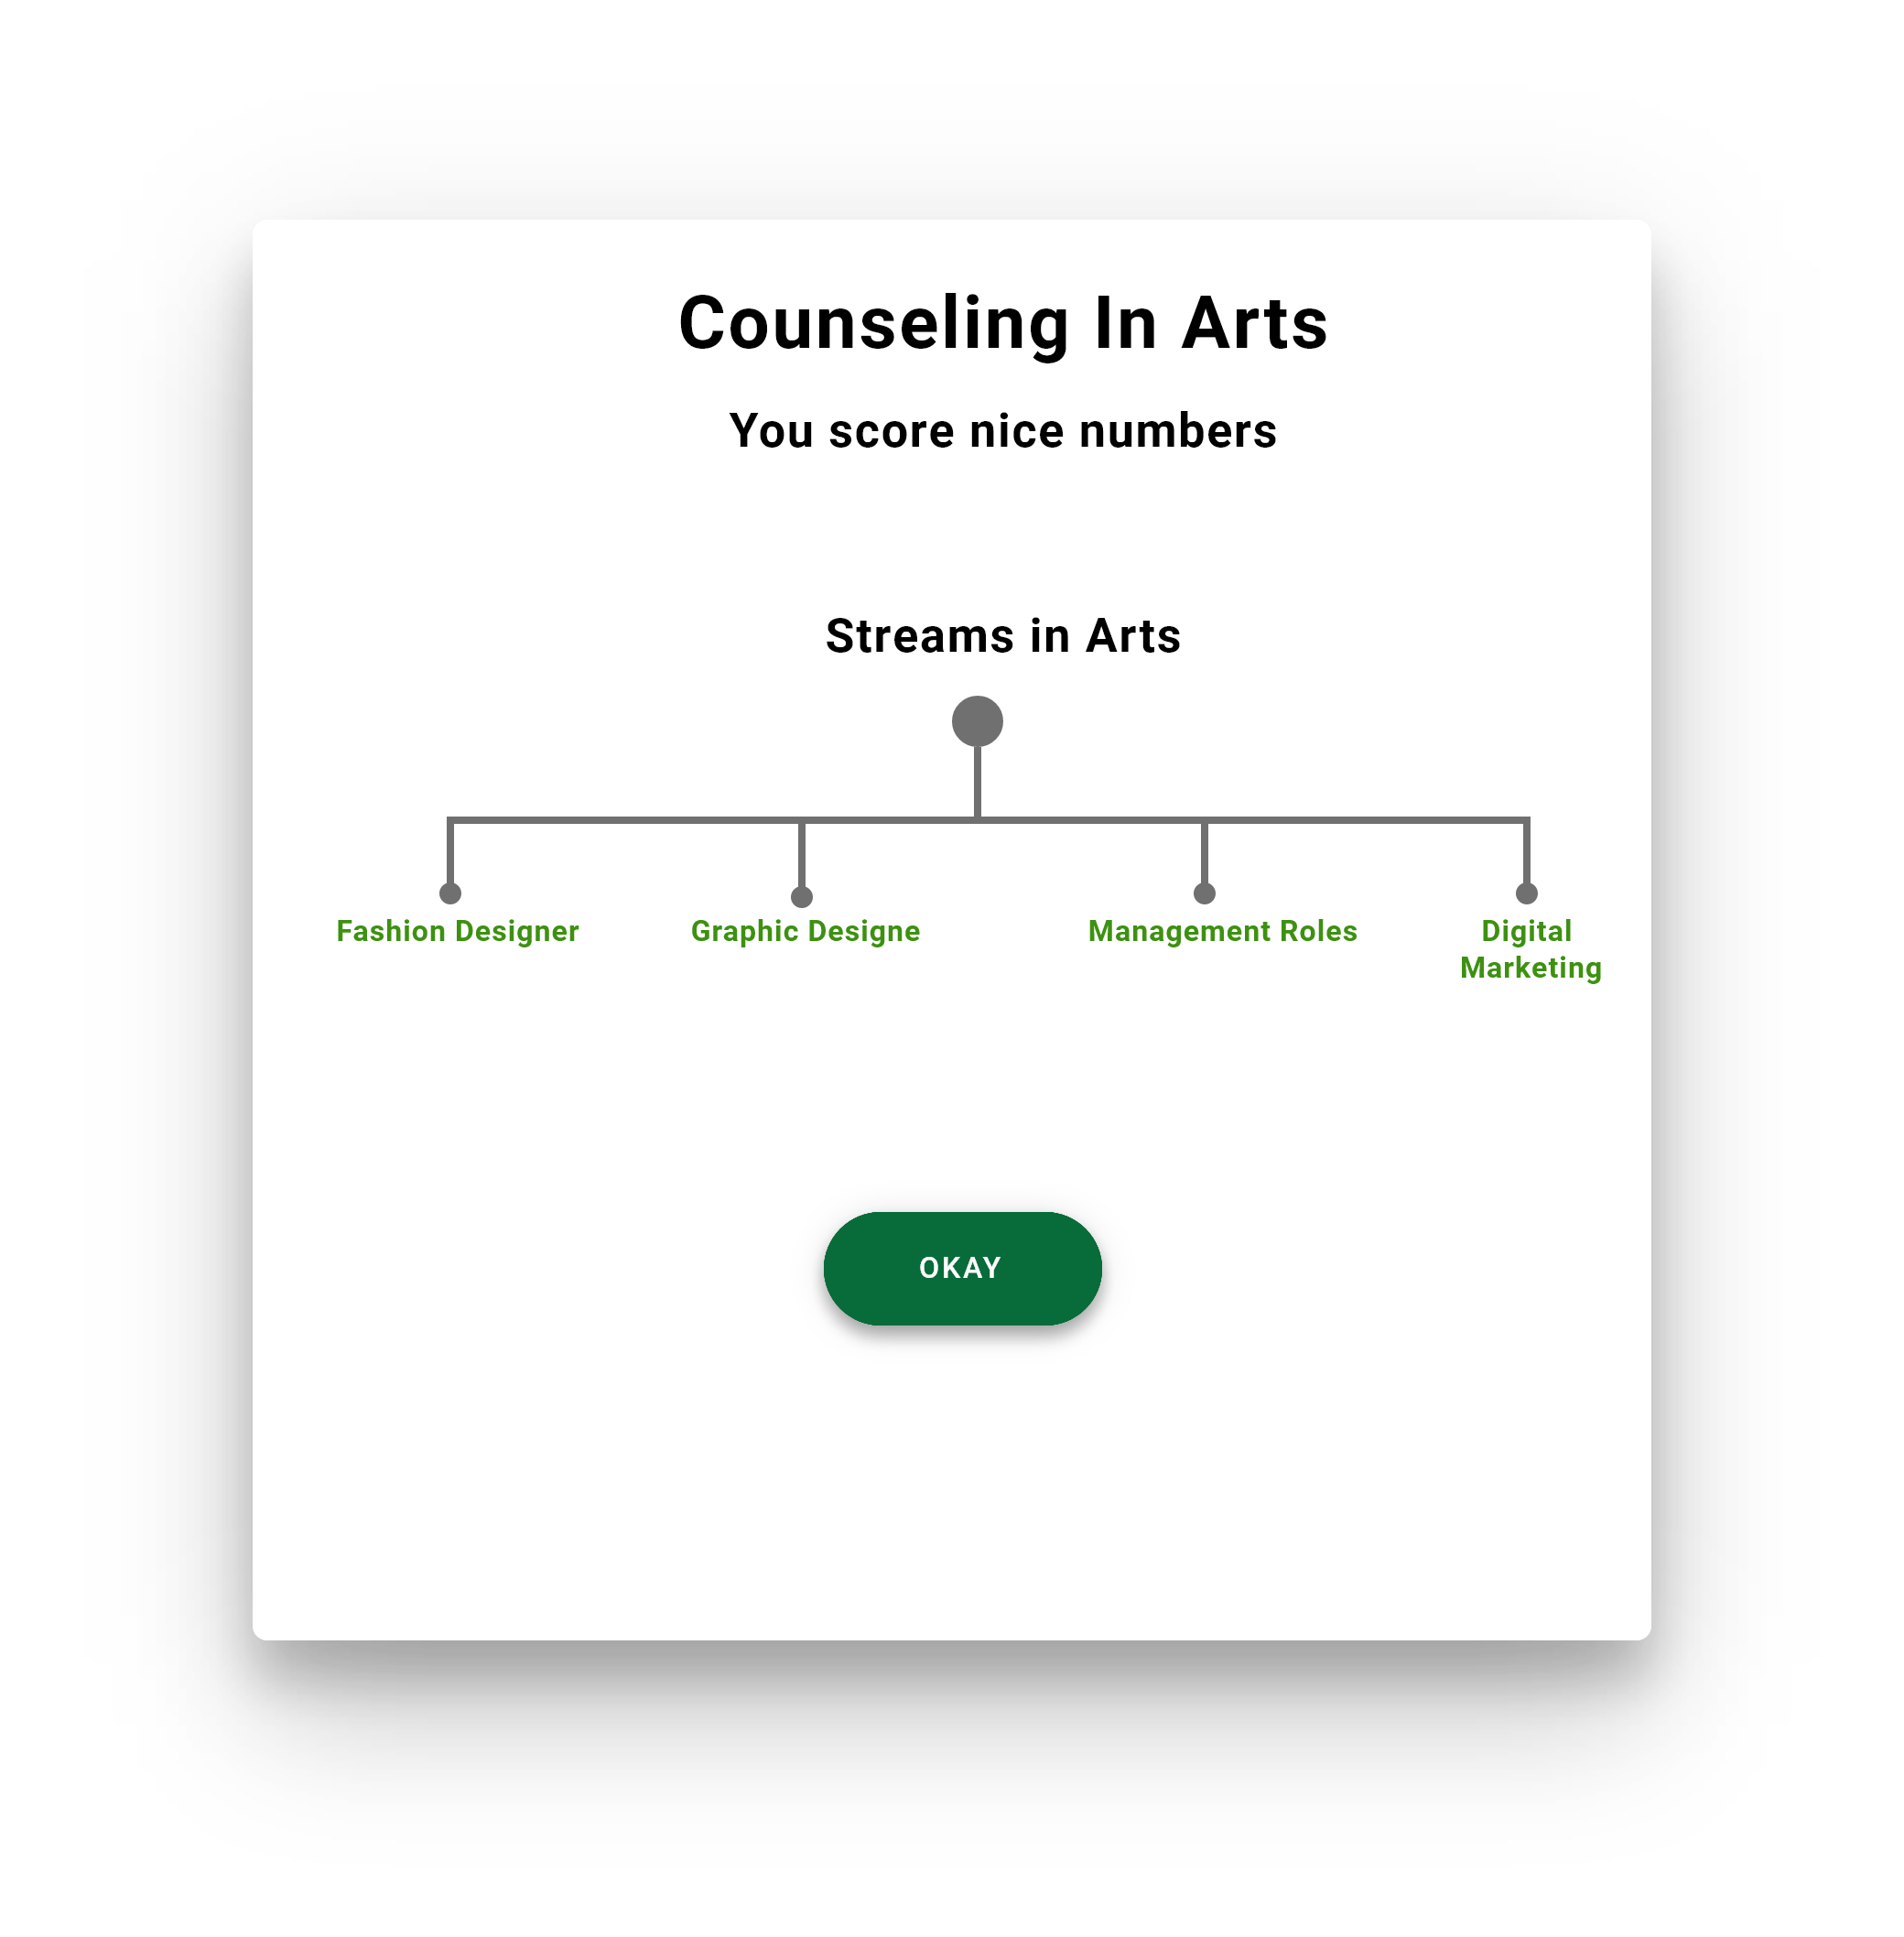 Counseling In Arts
You score nice numbers
Streams in Arts
Fashion Designer
Graphic Designe
Management Roles
Digital
Marketing
OKAY